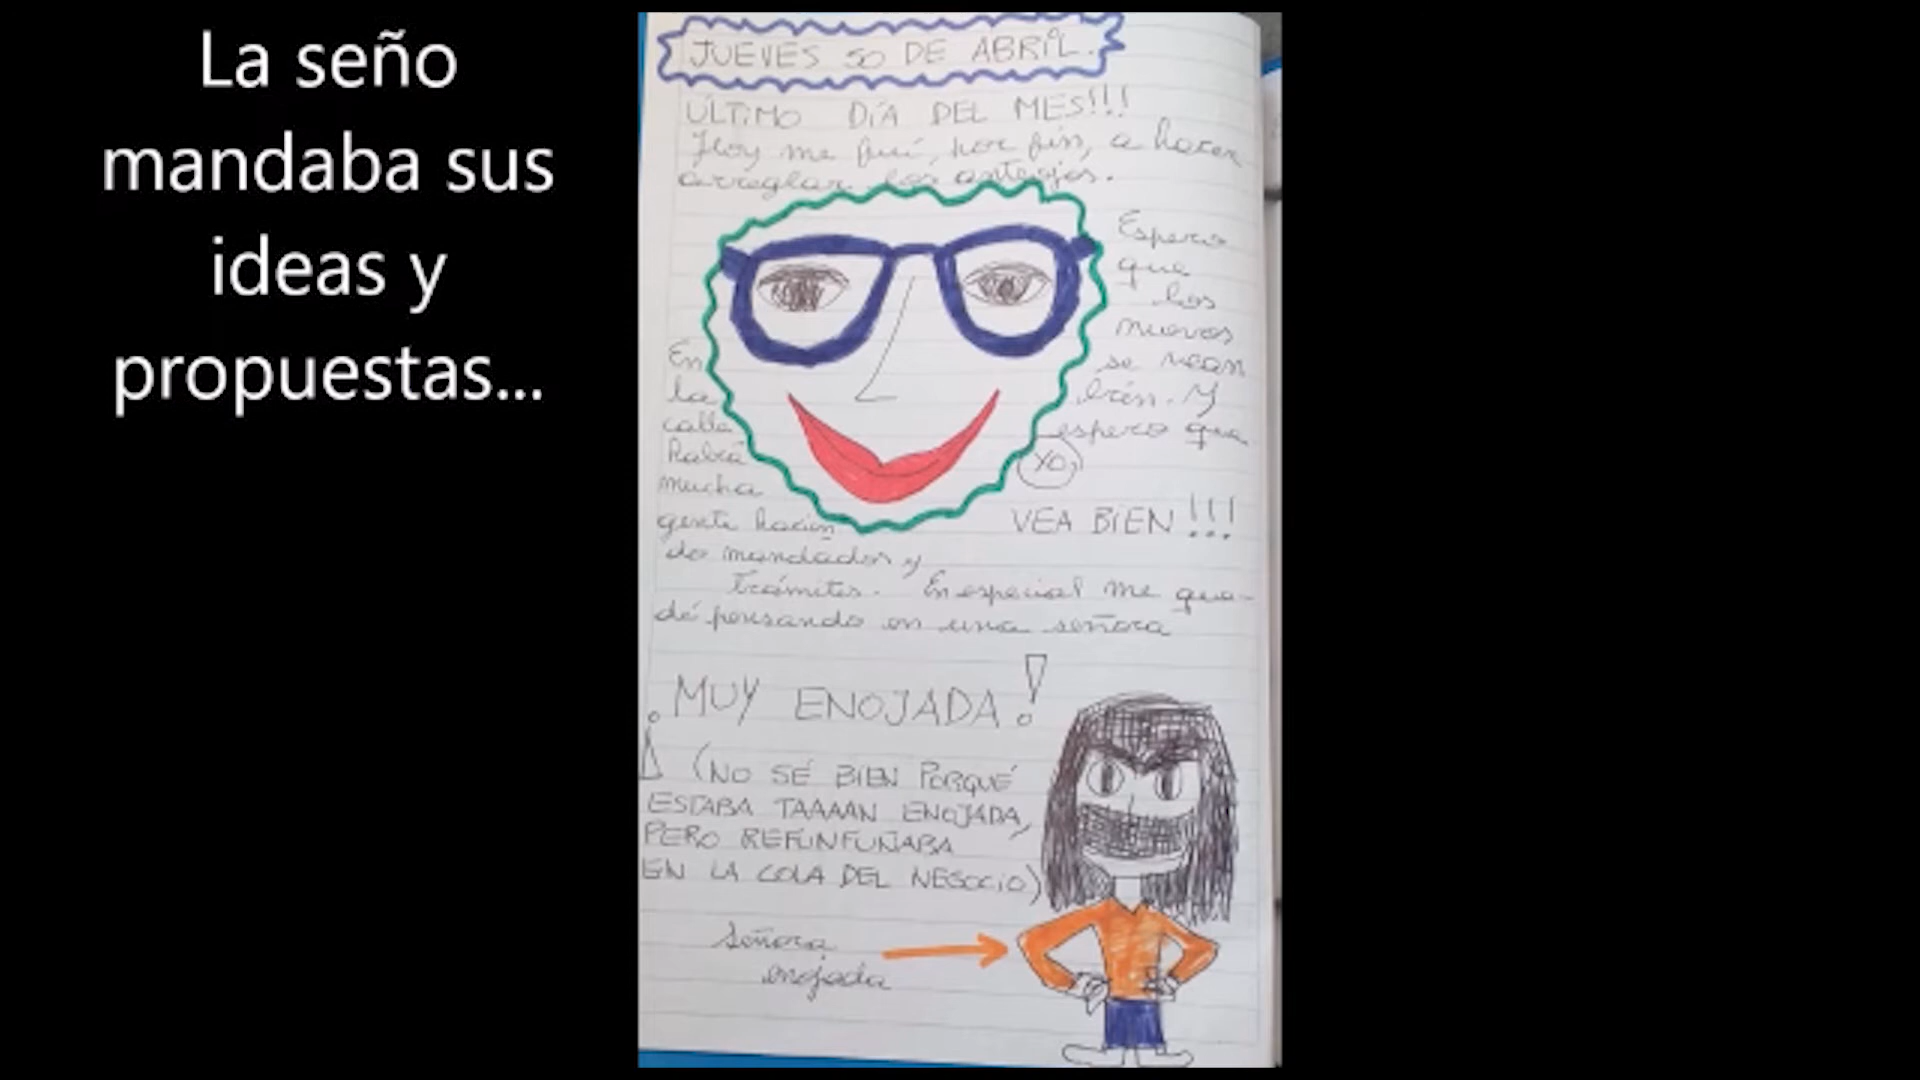 La seño
mandaba sus
ideas y
propuestas...
JUEVES 30 DE ABRIL.
ÚLTIMO DÍA DEL MES!!!
Hoy me fuí, por fin, a hacer
arreglar los anteojos.
Espero
que
los
nuevos
se vean
bien. Y
espero que
YO,
VEA BIEN!!!
En
la
calle
había
mucha
gente hacien
do mandados y
trámites. En especial me que-
dé pensando en una señora
¡MUY ENOJADA!
(NO SÉ BIEN PORQUÉ
ESTABA TAAAAN ENOJADA,
PERO REFUNFUÑABA
EN LA COLA DEL NEGOCIO)
Señora
enojada